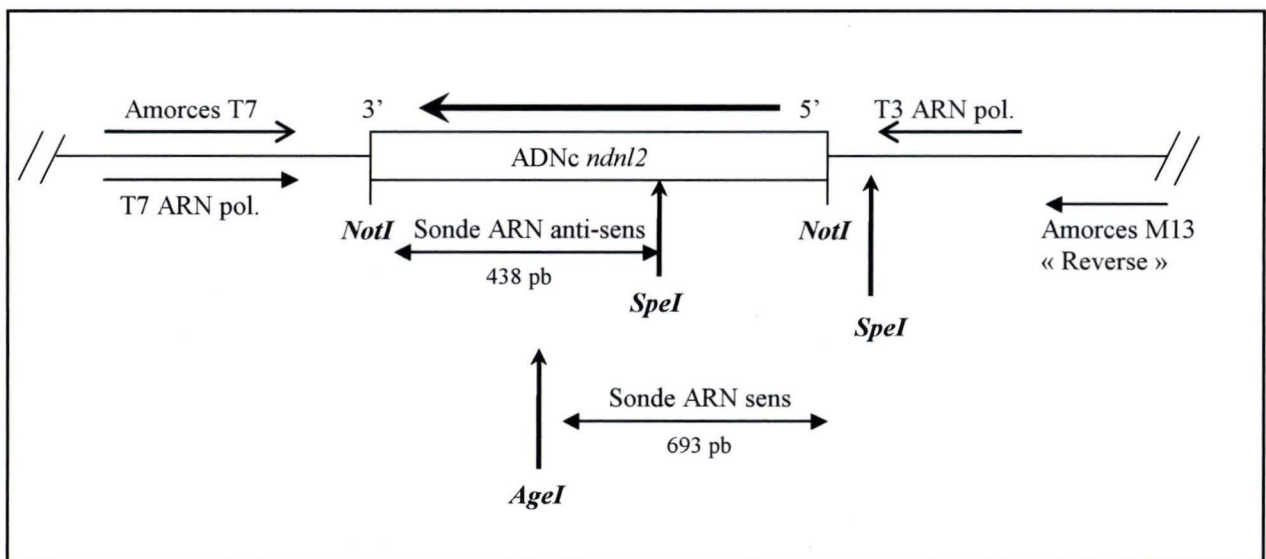 Amorces T7
3’
5’
T3 ARN pol.
ADNc ndnl2
T7 ARN pol.
NotI
Sonde ARN anti-sens
NotI
Amorces M13
« Reverse »
438 pb
SpeI
SpeI
Sonde ARN sens
693 pb
AgeI